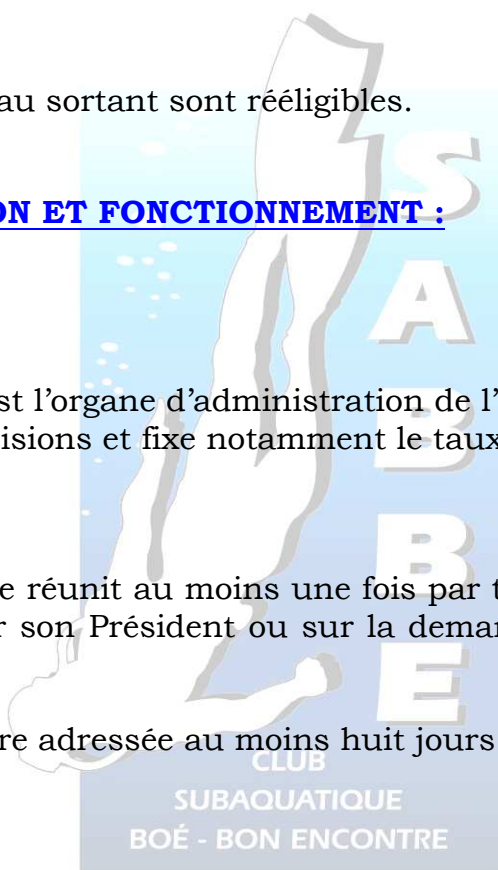 au sortant sont rééligibles.
ON ET FONCTIONNEMENT :
st l’organe d’administration de l’
isions et fixe notamment le taux
e réunit au moins une fois par t
r son Président ou sur la deman
re adressée au moins huit jours
SABBE
CLUB
SUBAQUATIQUE
BOÉ - BON ENCONTRE